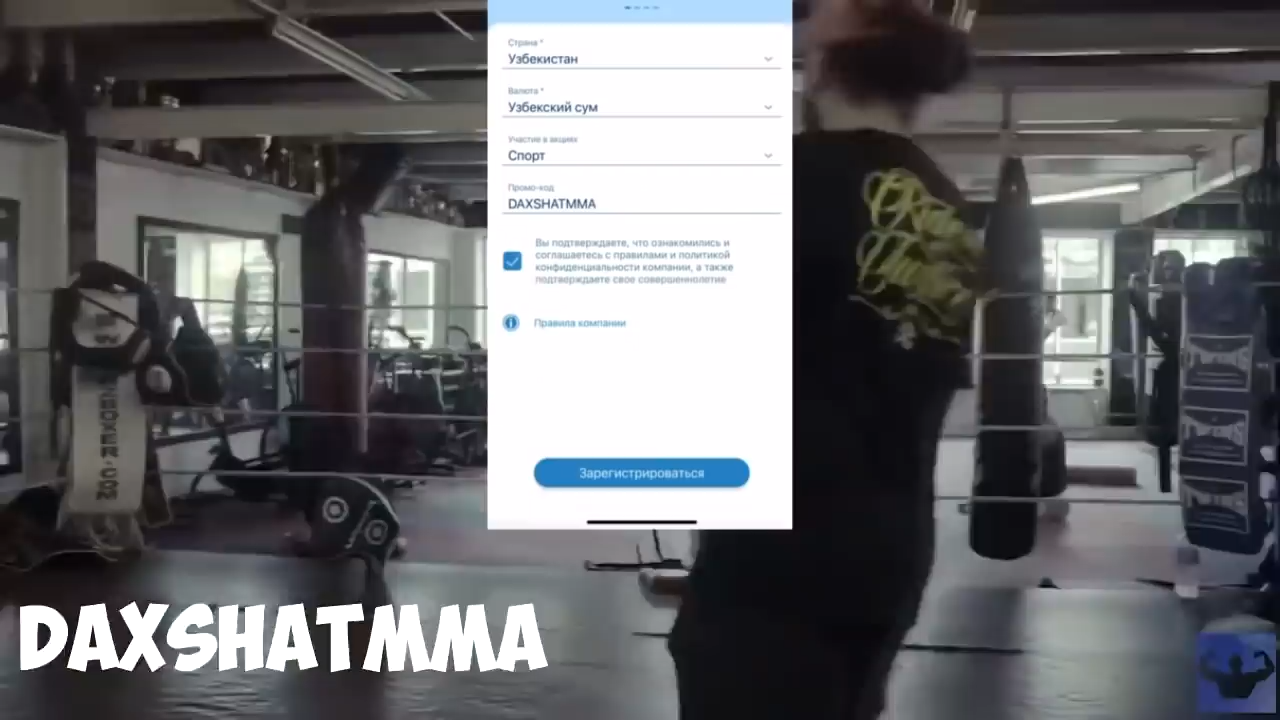 Страна *
Узбекистан
Валюта *
Узбекский сум
Участие в акциях
Спорт
Промо-код
DAXSHATMMA
Вы подтверждаете, что ознакомились и
соглашаетесь с правилами и политикой
конфиденциальности компании, а также
подтверждаете свое совершеннолетие
Правила компании
Зарегистрироваться
DAXSHATMMA